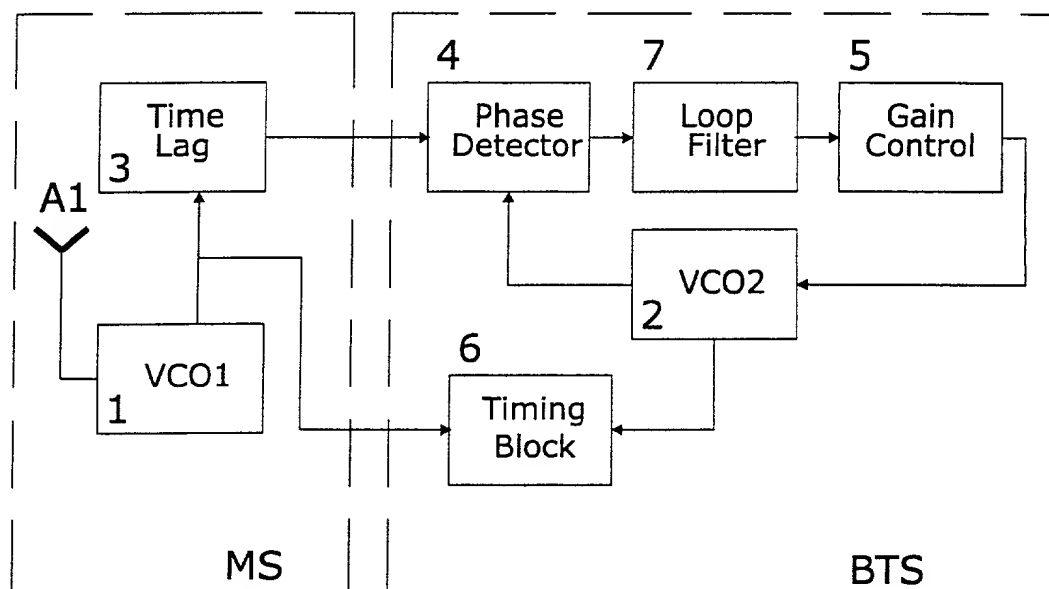 4
7
5
Time
Lag
3
Phase
Detector
Loop
Filter
Gain
Control
A1
VCO2
2
VCO1
1
6
Timing
Block
MS
BTS